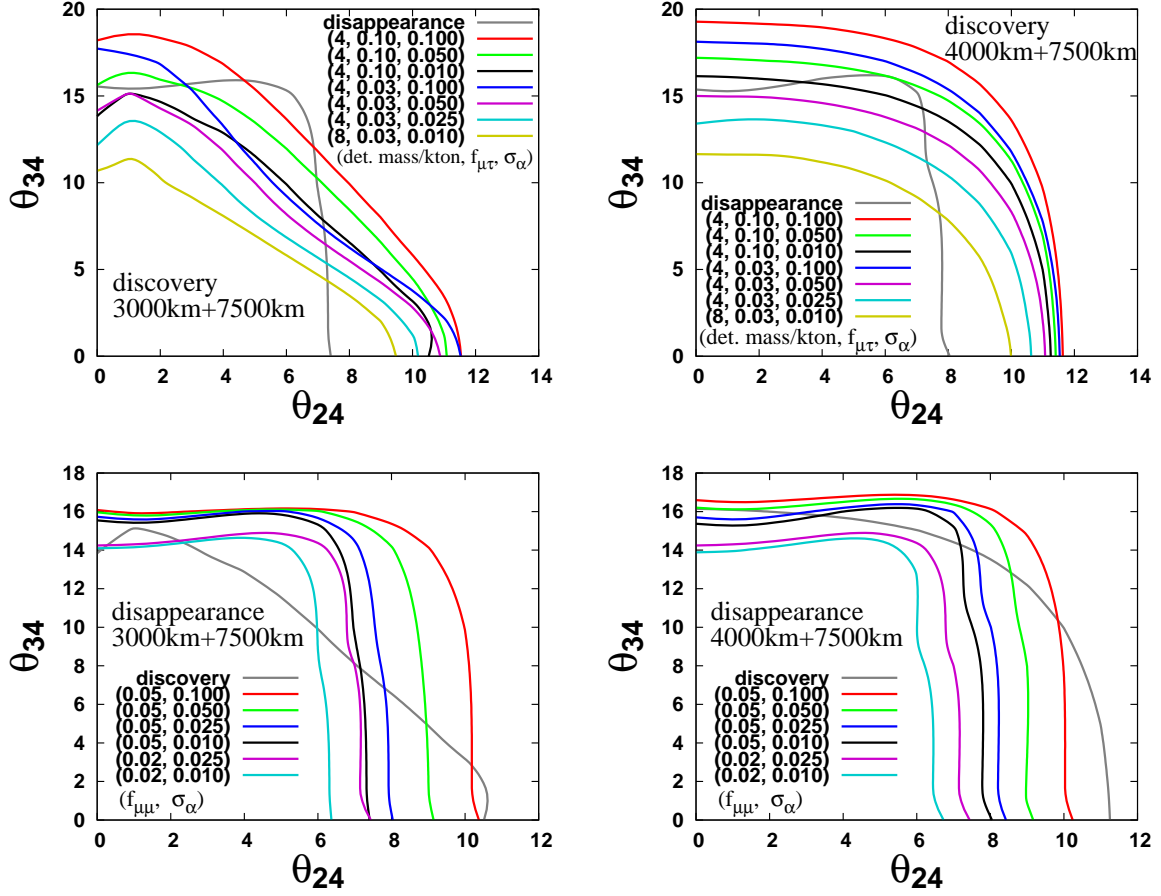 disappearance
(4, 0.10, 0.100)
(4, 0.10, 0.050)
(4, 0.10, 0.010)
(4, 0.03, 0.100)
(4, 0.03, 0.050)
(4, 0.03, 0.025)
(8, 0.03, 0.010)
(det. mass/kton, fμτ, σα)
discovery
3000km+7500km
20
15
10
5
0
0 2 4 6 8 10 12 14
θ34
θ24
discovery
4000km+7500km
disappearance
(4, 0.10, 0.100)
(4, 0.10, 0.050)
(4, 0.10, 0.010)
(4, 0.03, 0.100)
(4, 0.03, 0.050)
(4, 0.03, 0.025)
(8, 0.03, 0.010)
(det. mass/kton, fμτ, σα)
20
15
10
5
0
0 2 4 6 8 10 12 14
θ34
θ24
disappearance
3000km+7500km
discovery
(0.05, 0.100)
(0.05, 0.050)
(0.05, 0.025)
(0.05, 0.010)
(0.02, 0.025)
(0.02, 0.010)
(fμμ, σα)
18
16
14
12
10
8
6
4
2
0
0 2 4 6 8 10 12
θ34
θ24
disappearance
4000km+7500km
discovery
(0.05, 0.100)
(0.05, 0.050)
(0.05, 0.025)
(0.05, 0.010)
(0.02, 0.025)
(0.02, 0.010)
(fμμ, σα)
18
16
14
12
10
8
6
4
2
0
0 2 4 6 8 10 12
θ34
θ24